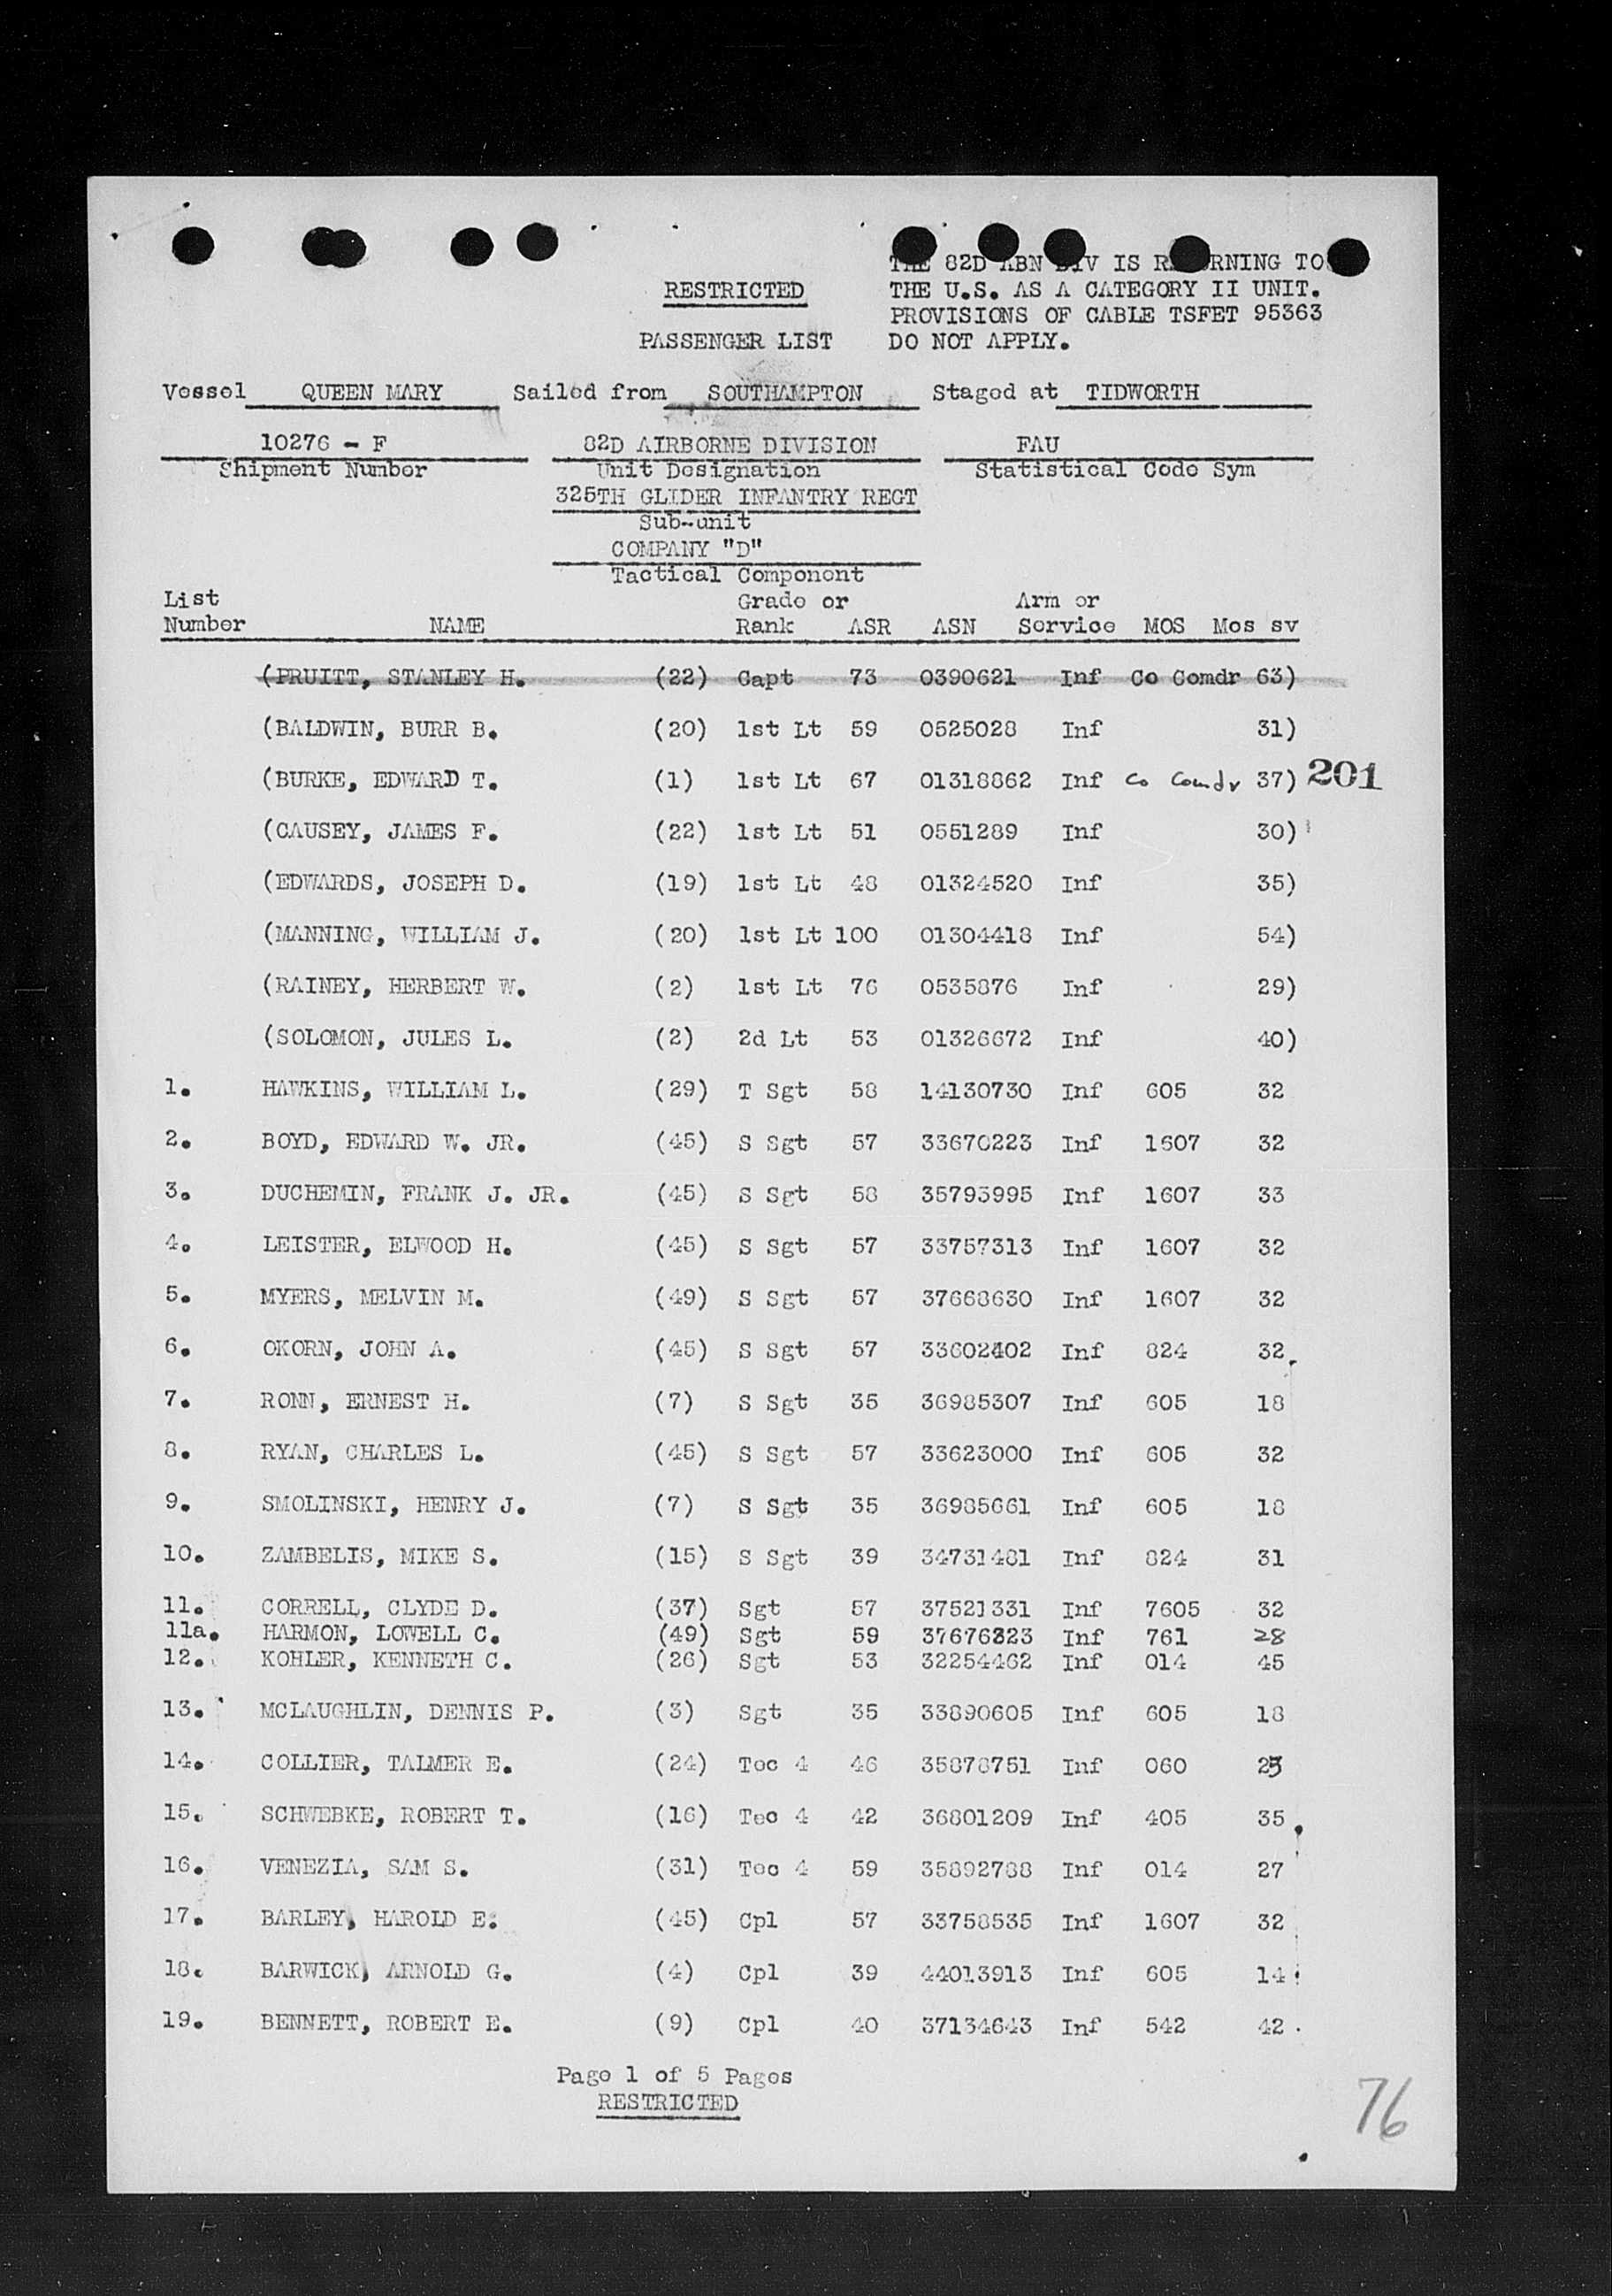 THE 82D ABN DIV IS RETURNING TO
RESTRICTED THE U.S. AS A CATEGORY II UNIT.
PROVISIONS OF CABLE TSFET 95363
PASSENGER LIST DO NOT APPLY.
Vessel QUEEN MARY Sailed from SOUTHAMPTON Staged at TIDWORTH
10276 - F 82D AIRBORNE DIVISION FAU
Shipment Number Unit Designation Statistical Code Sym
325TH GLIDER INFANTRY REGT
Sub-unit
COMPANY "D"
Tactical Component
List Grade or Arm or
Number NAME Rank ASR ASN Service MOS Mos sv
(PRUITT, STANLEY H. (22) Capt 73 0390621 Inf Co Comdr 63)
(BALDWIN, BURR B. (20) 1st Lt 59 0525028 Inf 31)
(BURKE, EDWARD T. (1) 1st Lt 67 01318862 Inf Co Comdr 37) 201
(CAUSEY, JAMES F. (22) 1st Lt 51 0551289 Inf 30)
(EDWARDS, JOSEPH D. (19) 1st Lt 48 01324520 Inf 35)
(MANNING, WILLIAM J. (20) 1st Lt 100 01304418 Inf 54)
(RAINEY, HERBERT W. (2) 1st Lt 76 0535876 Inf 29)
(SOLOMON, JULES L. (2) 2d Lt 53 01326672 Inf 40)
1. HAWKINS, WILLIAM L. (29) T Sgt 58 14130730 Inf 605 32
2. BOYD, EDWARD W. JR. (45) S Sgt 57 33670223 Inf 1607 32
3. DUCHEMIN, FRANK J. JR. (45) S Sgt 58 35793995 Inf 1607 33
4. LEISTER, ELWOOD H. (45) S Sgt 57 33757313 Inf 1607 32
5. MYERS, MELVIN M. (49) S Sgt 57 37668630 Inf 1607 32
6. OKORN, JOHN A. (45) S Sgt 57 33602402 Inf 824 32
7. RONN, ERNEST H. (7) S Sgt 35 36985307 Inf 605 18
8. RYAN, CHARLES L. (45) S Sgt 57 33623000 Inf 605 32
9. SMOLINSKI, HENRY J. (7) S Sgt 35 36985661 Inf 605 18
10. ZAMBELIS, MIKE S. (15) S Sgt 39 34731481 Inf 824 31
11. CORRELL, CLYDE D. (37) Sgt 57 37521331 Inf 7605 32
11a. HARMON, LOWELL C. (49) Sgt 59 37676323 Inf 761 28
12. KOHLER, KENNETH C. (26) Sgt 53 32254462 Inf 014 45
13. MCLAUGHLIN, DENNIS P. (3) Sgt 35 33890605 Inf 605 18
14. COLLIER, TALMER E. (24) Tec 4 46 35878751 Inf 060
15. SCHWEBKE, ROBERT T. (16) Tec 4 42 36801209 Inf 405 35
16. VENEZIA, SAM S. (31) Tec 4 59 35892788 Inf 014 27
17. BARLEY, HAROLD E. (45) Cpl 57 33758535 Inf 1607 32
18. BARWICK, ARNOLD G. (4) Cpl 39 44013913 Inf 605 14
19. BENNETT, ROBERT E. (9) Cpl 40 37134643 Inf 542 42
Page 1 of 5 Pages
RESTRICTED
76